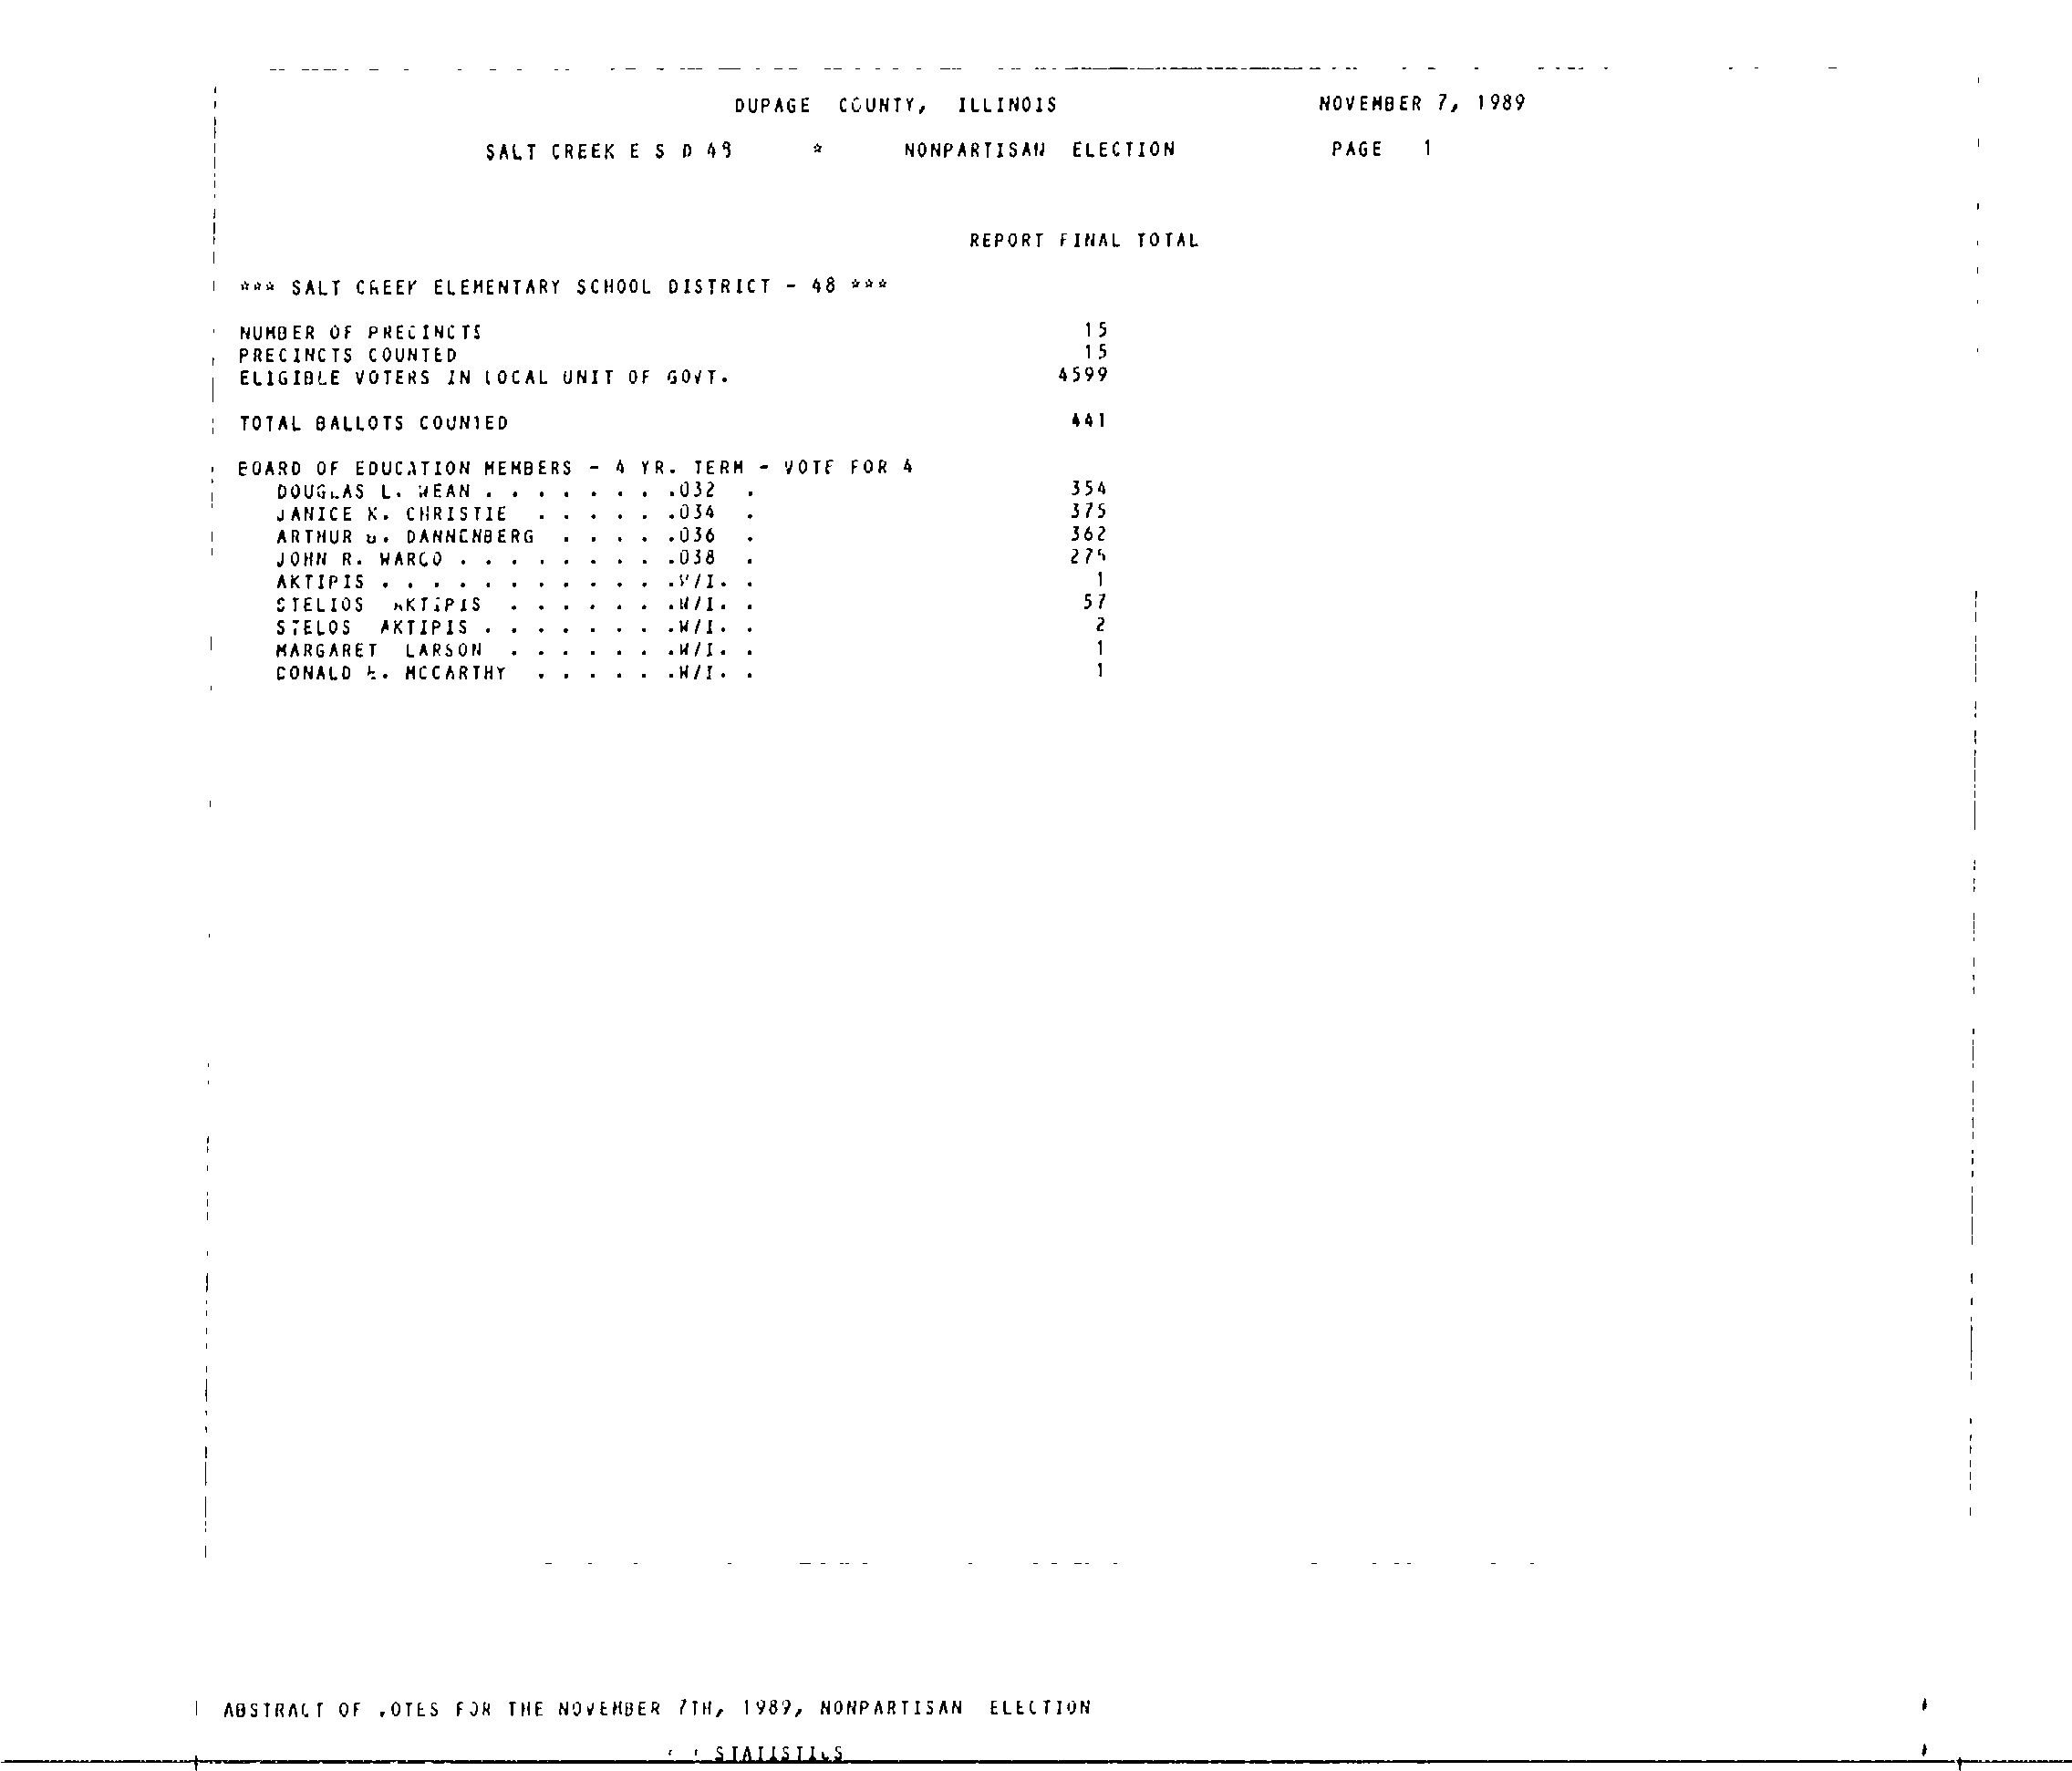 DUPAGE COUNTY, ILLINOIS NOVEMBER 7, 1989
SALT CREEK E S D 48 * NONPARTISAN ELECTION PAGE 1
REPORT FINAL TOTAL
*** SALT CREEK ELEMENTARY SCHOOL DISTRICT - 48 ***
NUMBER OF PRECINCTS 15
PRECINCTS COUNTED 15
ELIGIBLE VOTERS IN LOCAL UNIT OF GOVT. 4599
TOTAL BALLOTS COUNTED 441
BOARD OF EDUCATION MEMBERS - 4 YR. TERM - VOTE FOR 4
DOUGLAS L. WEAN . . . . . . . .032 . 354
JANICE K. CHRISTIE . . . . . .034 . 375
ARTHUR DANNENBERG . . . . .036 . 362
JOHN R. WARCO . . . . . . . . .038 .
AKTIPIS . . . . . . . . . . . .W/I. . 1
STELIOS AKTIPIS . . . . . . .W/I. . 57
STELOS AKTIPIS . . . . . . . .W/I. . 2
MARGARET LARSON . . . . . . .W/I. . 1
DONALD MCCARTHY . . . . . .W/I. . 1
ABSTRACT OF VOTES FOR THE NOVEMBER 7TH, 1989, NONPARTISAN ELECTION
STATISTICS